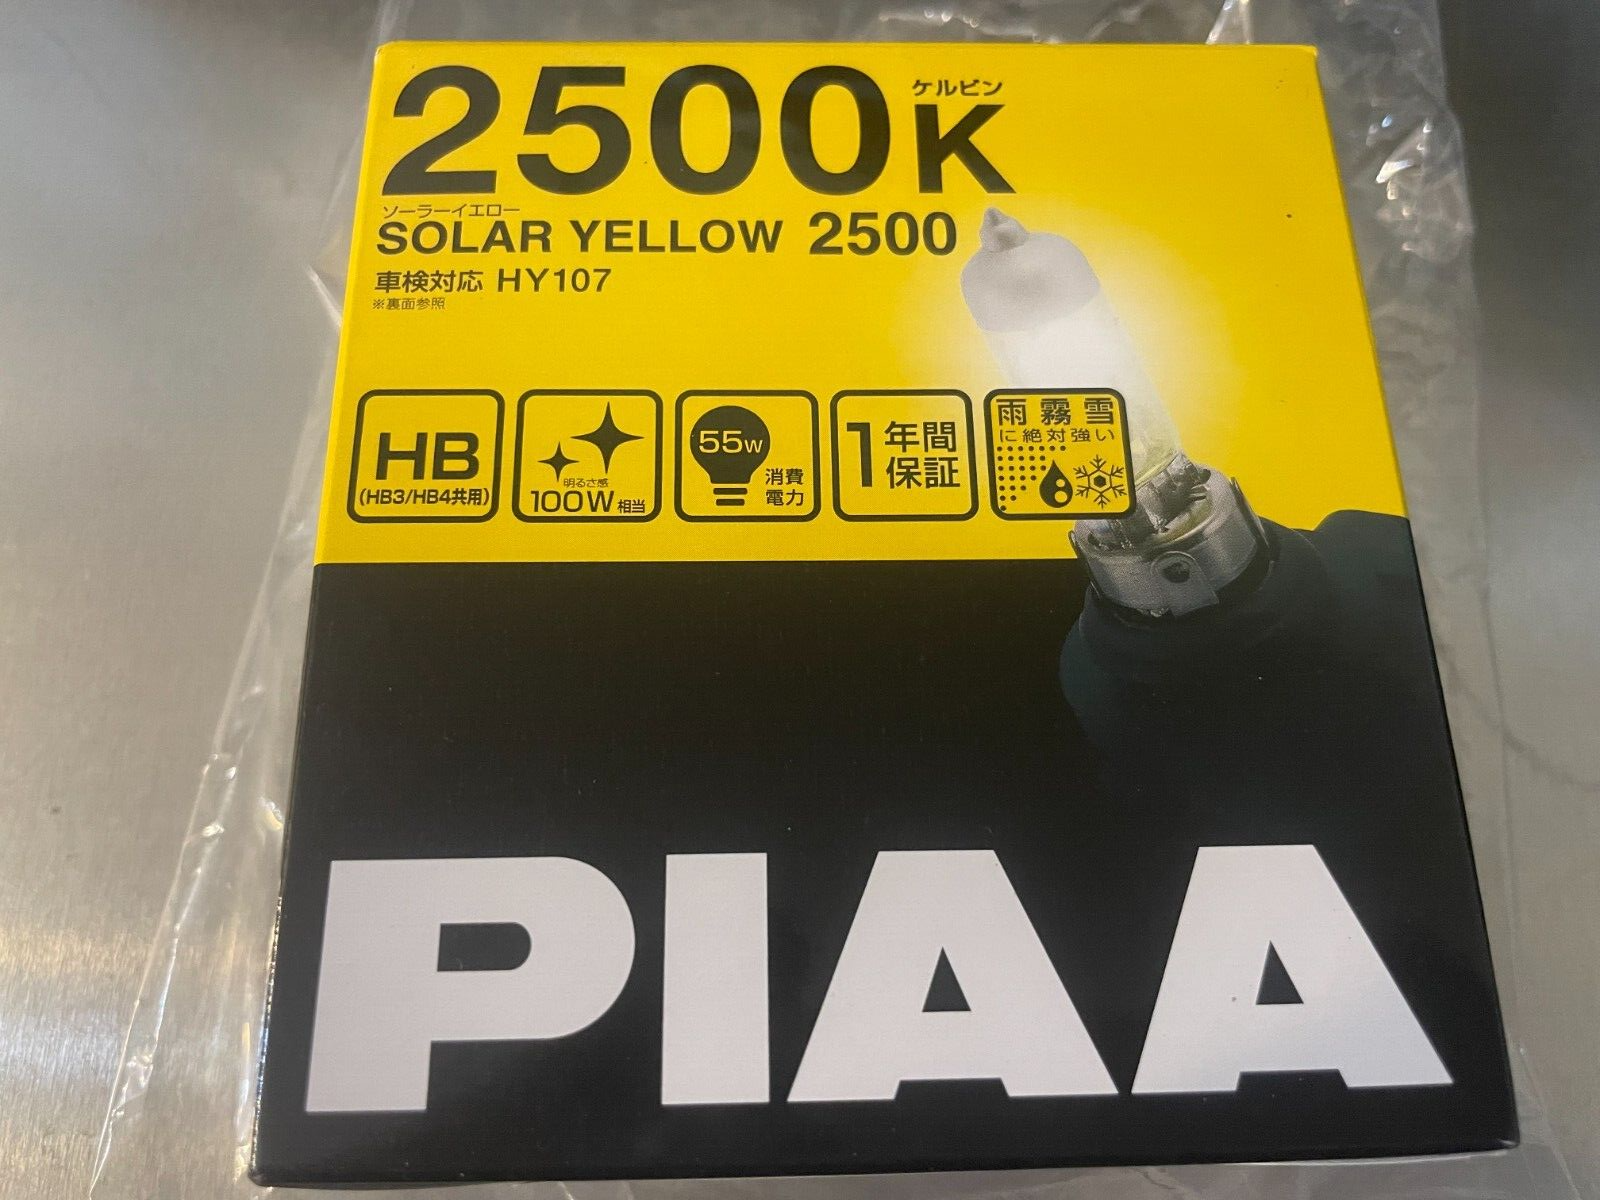 ケルビン
2500K
ソーラーイエロー
SOLAR YELLOW 2500
車検対応 HY107
※裏面参照
HB
(HB3/HB4共用)
明るさ感
100W相当
55W
消費
電力
1年間
保証
雨霧雪
に絶対強い
PIAA